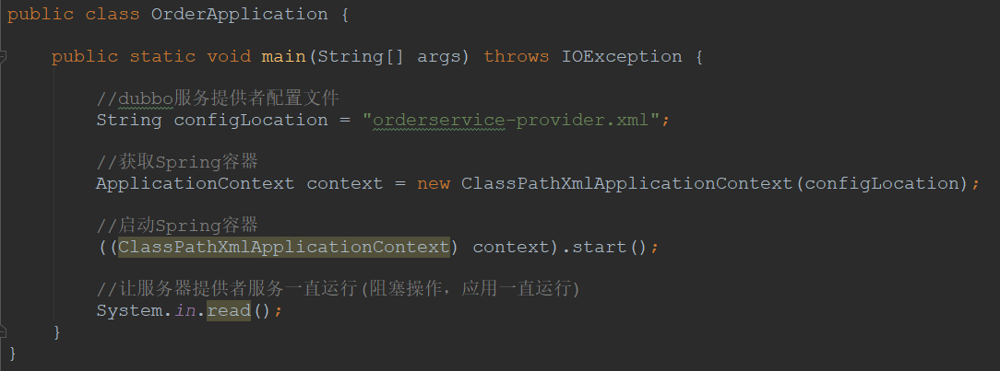 public class OrderApplication {
public static void main(String[] args) throws IOException {
//dubbo服务提供者配置文件
String configLocation = "orderservice-provider.xml";
//获取Spring容器
ApplicationContext context = new ClassPathXmlApplicationContext(configLocation);
//启动Spring容器
((ClassPathXmlApplicationContext) context).start();
//让服务器提供者服务一直运行(阻塞操作，应用一直运行)
System.in.read();
}
}